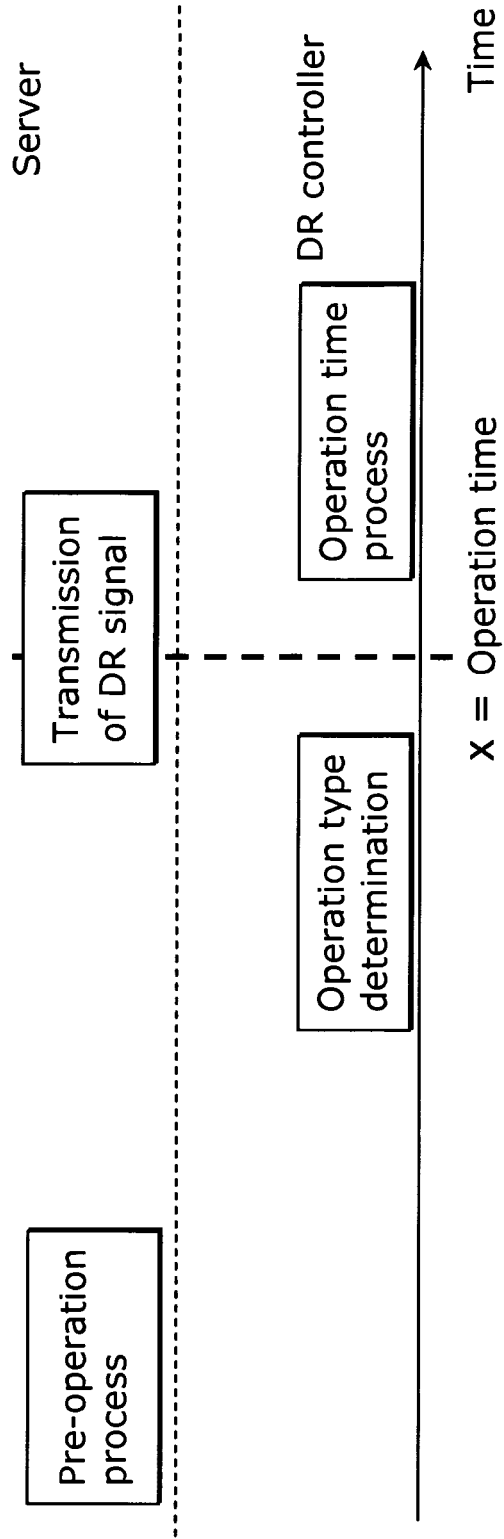 Server
Pre-operation
process
Transmission
of DR signal
DR controller
Operation type
determination
Operation time
process
X = Operation time
Time